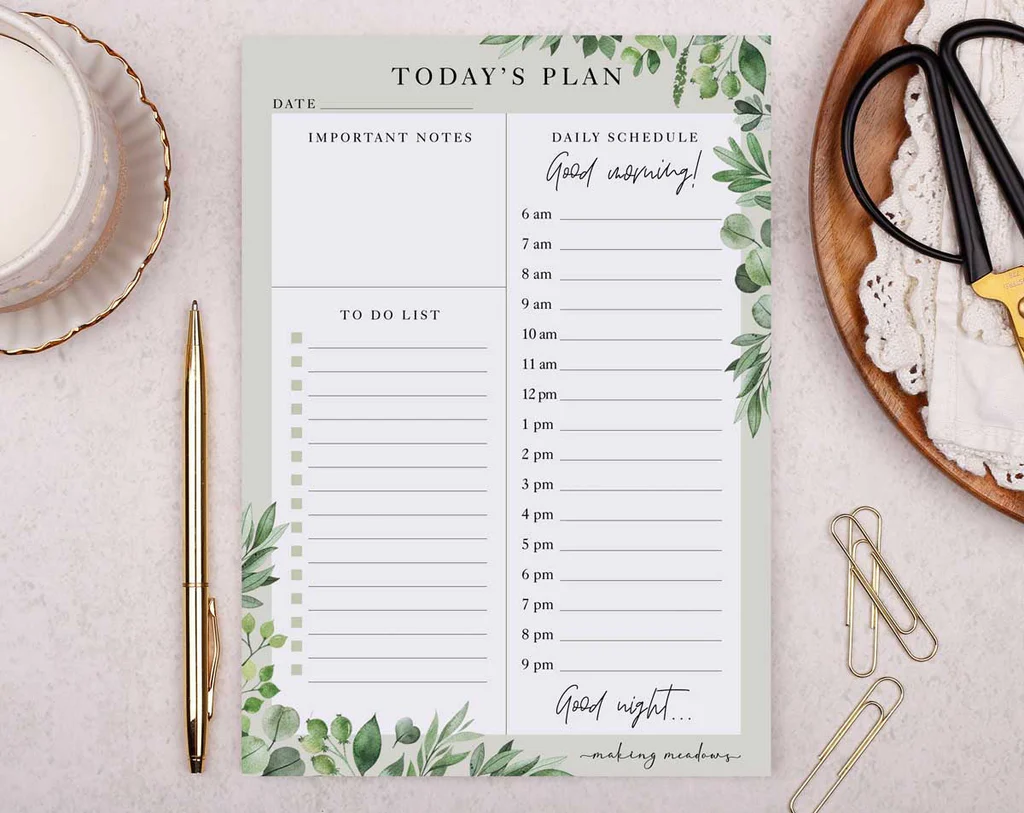 TODAY'S PLAN
DATE
IMPORTANT NOTES
TO DO LIST
DAILY SCHEDULE
Good morning!
6 am
7 am
8 am
9 am
10 am
11 am
12 pm
1 pm
2 pm
3 pm
4 pm
5 pm
6 pm
7 pm
8 pm
9 pm
Good night...
making meadows